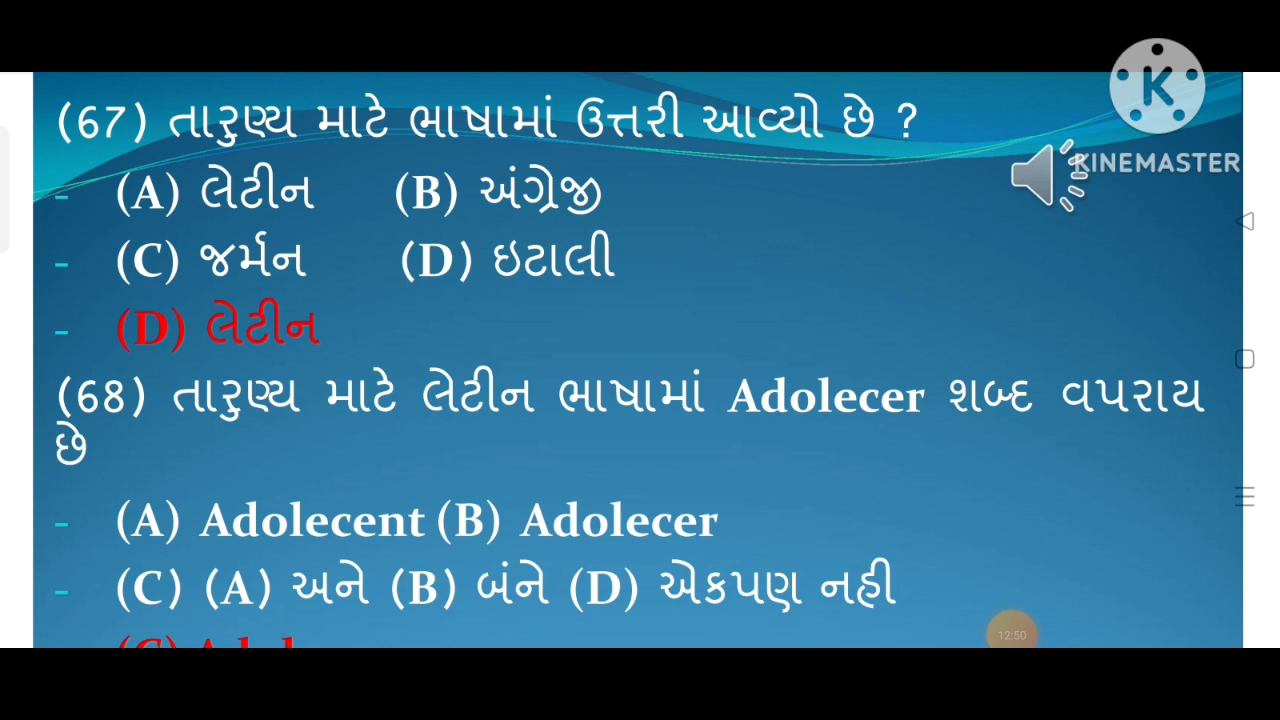 (67) તારુણ્ય માટે ભાષામાં ઉત્તરી આવ્યો છે ?
- (A) લેટીન (B) અંગ્રેજી
- (C) જર્મન (D) ઇટાલી
- (D) લેટીન
(68) તારુણ્ય માટે લેટીન ભાષામાં Adolecer શબ્દ વપરાય
છે
- (A) Adolecent (B) Adolecer
- (C) (A) અને (B) બંને (D) એકપણ નહી
K
KINEMASTER
12:50